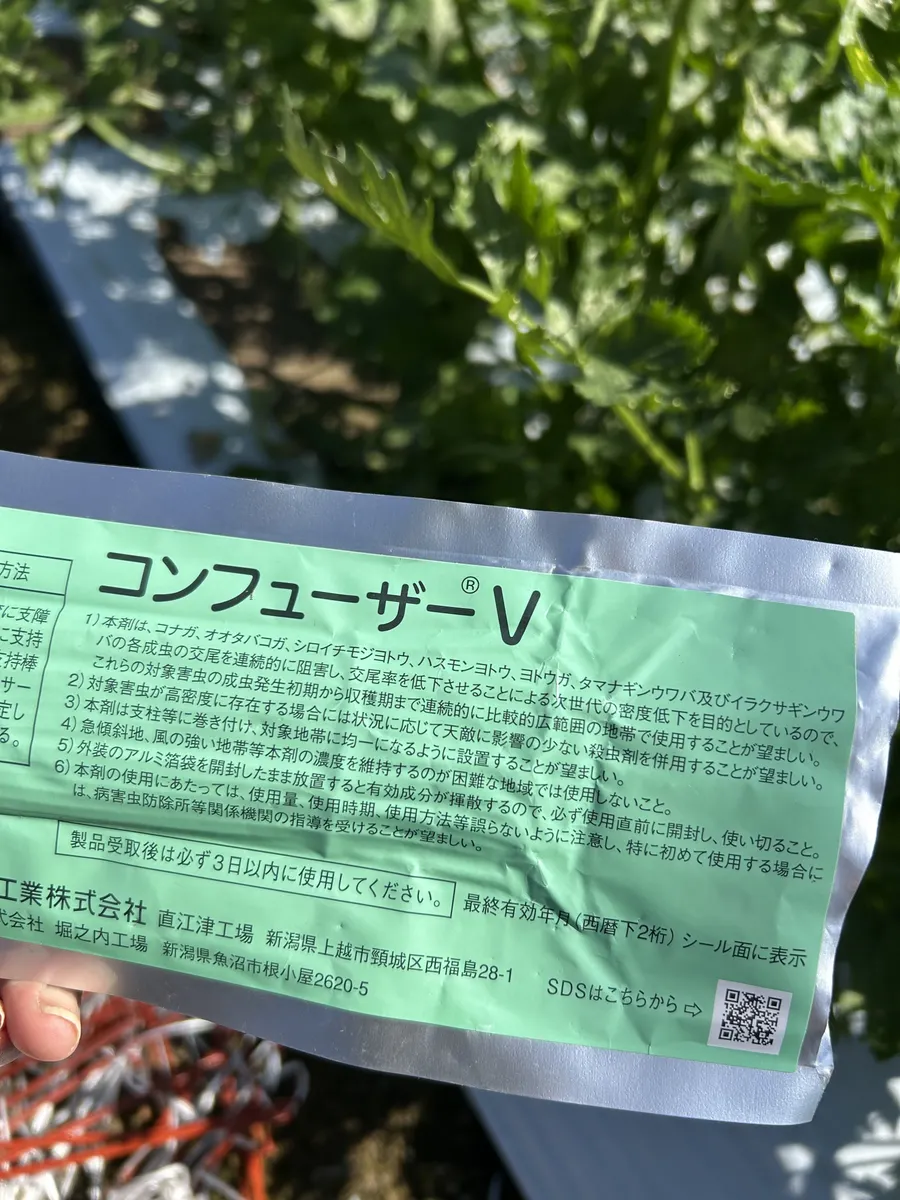 方法
に支障
に支持
支持棒
サー
定し
る。
コンフューザー®V
1)本剤は、コナガ、オオタバコガ、シロイチモジヨトウ、ハスモンヨトウ、ヨトウガ、タマナギンウワバ及びイラクサギンウワ
バの各成虫の交尾を連続的に阻害し、交尾率を低下させることによる次世代の密度低下を目的としているので、
これらの対象害虫の成虫発生初期から収穫期まで連続的に比較的広範囲の地帯で使用することが望ましい。
2)対象害虫が高密度に存在する場合には状況に応じて天敵に影響の少ない殺虫剤を併用することが望ましい。
3)本剤は支柱等に巻き付け、対象地帯に均一になるように設置することが望ましい。
4)急傾斜地、風の強い地帯等本剤の濃度を維持するのが困難な地域では使用しないこと。
5)外装のアルミ箔袋を開封したまま放置すると有効成分が揮散するので、必ず使用直前に開封し、使い切ること。
6)本剤の使用にあたっては、使用量、使用時期、使用方法等誤らないように注意し、特に初めて使用する場合に
は、病害虫防除所等関係機関の指導を受けることが望ましい。
製品受取後は必ず3日以内に使用してください。
最終有効年月(西暦下2桁)シール面に表示
工業株式会社 直江津工場 新潟県上越市頸城区西福島28-1
式会社 堀之内工場 新潟県魚沼市根小屋2620-5
SDSはこちらから⇨